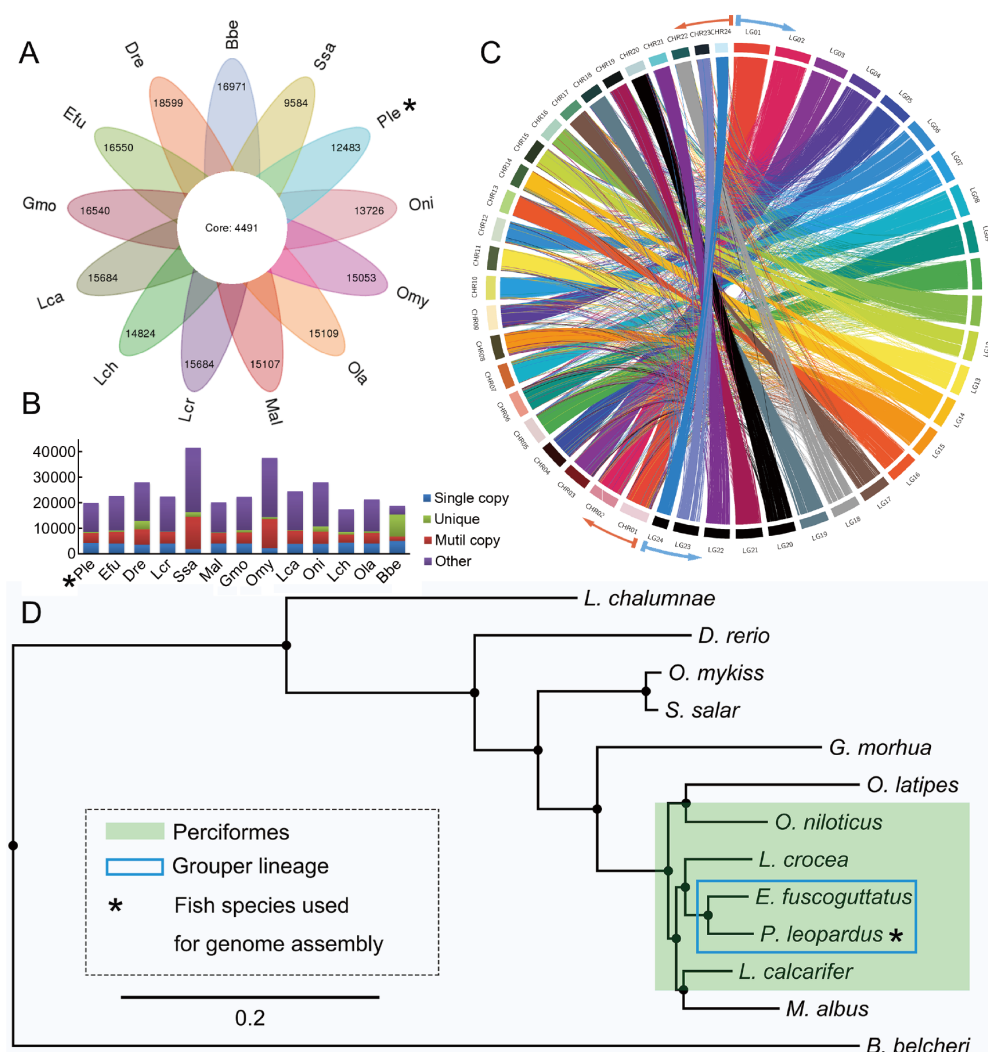 A
Bbe
Dre
Ssa
Efu
Ple *
Gmo
Oni
Lca
Omy
Lch
Ola
Lcr
Mal
16971
18599
9584
16550
12483
16540
13726
15684
15053
14824
15109
15684
15107
Core: 4491
B
40000
30000
20000
10000
0
*Ple
Efu
Dre
Lcr
Ssa
Mal
Gmo
Omy
Lca
Oni
Lch
Ola
Bbe
Single copy
Unique
Mutil copy
Other
C
CHR24
CHR23
CHR22
CHR21
CHR20
CHR19
CHR18
CHR17
CHR16
CHR15
CHR14
CHR13
CHR12
CHR11
CHR10
CHR08
CHR07
CHR06
CHR05
CHR04
CHR03
CHR02
CHR01
LG01
LG02
LG03
LG04
LG05
LG06
LG07
LG08
LG13
LG14
LG15
LG16
LG17
LG18
LG19
LG20
LG21
LG22
LG23
LG24
D
L. chalumnae
D. rerio
O. mykiss
S. salar
G. morhua
O. latipes
O. niloticus
L. crocea
E. fuscoguttatus
P. leopardus *
L. calcarifer
M. albus
B. belcheri
Perciformes
Grouper lineage
* Fish species used
for genome assembly
0.2